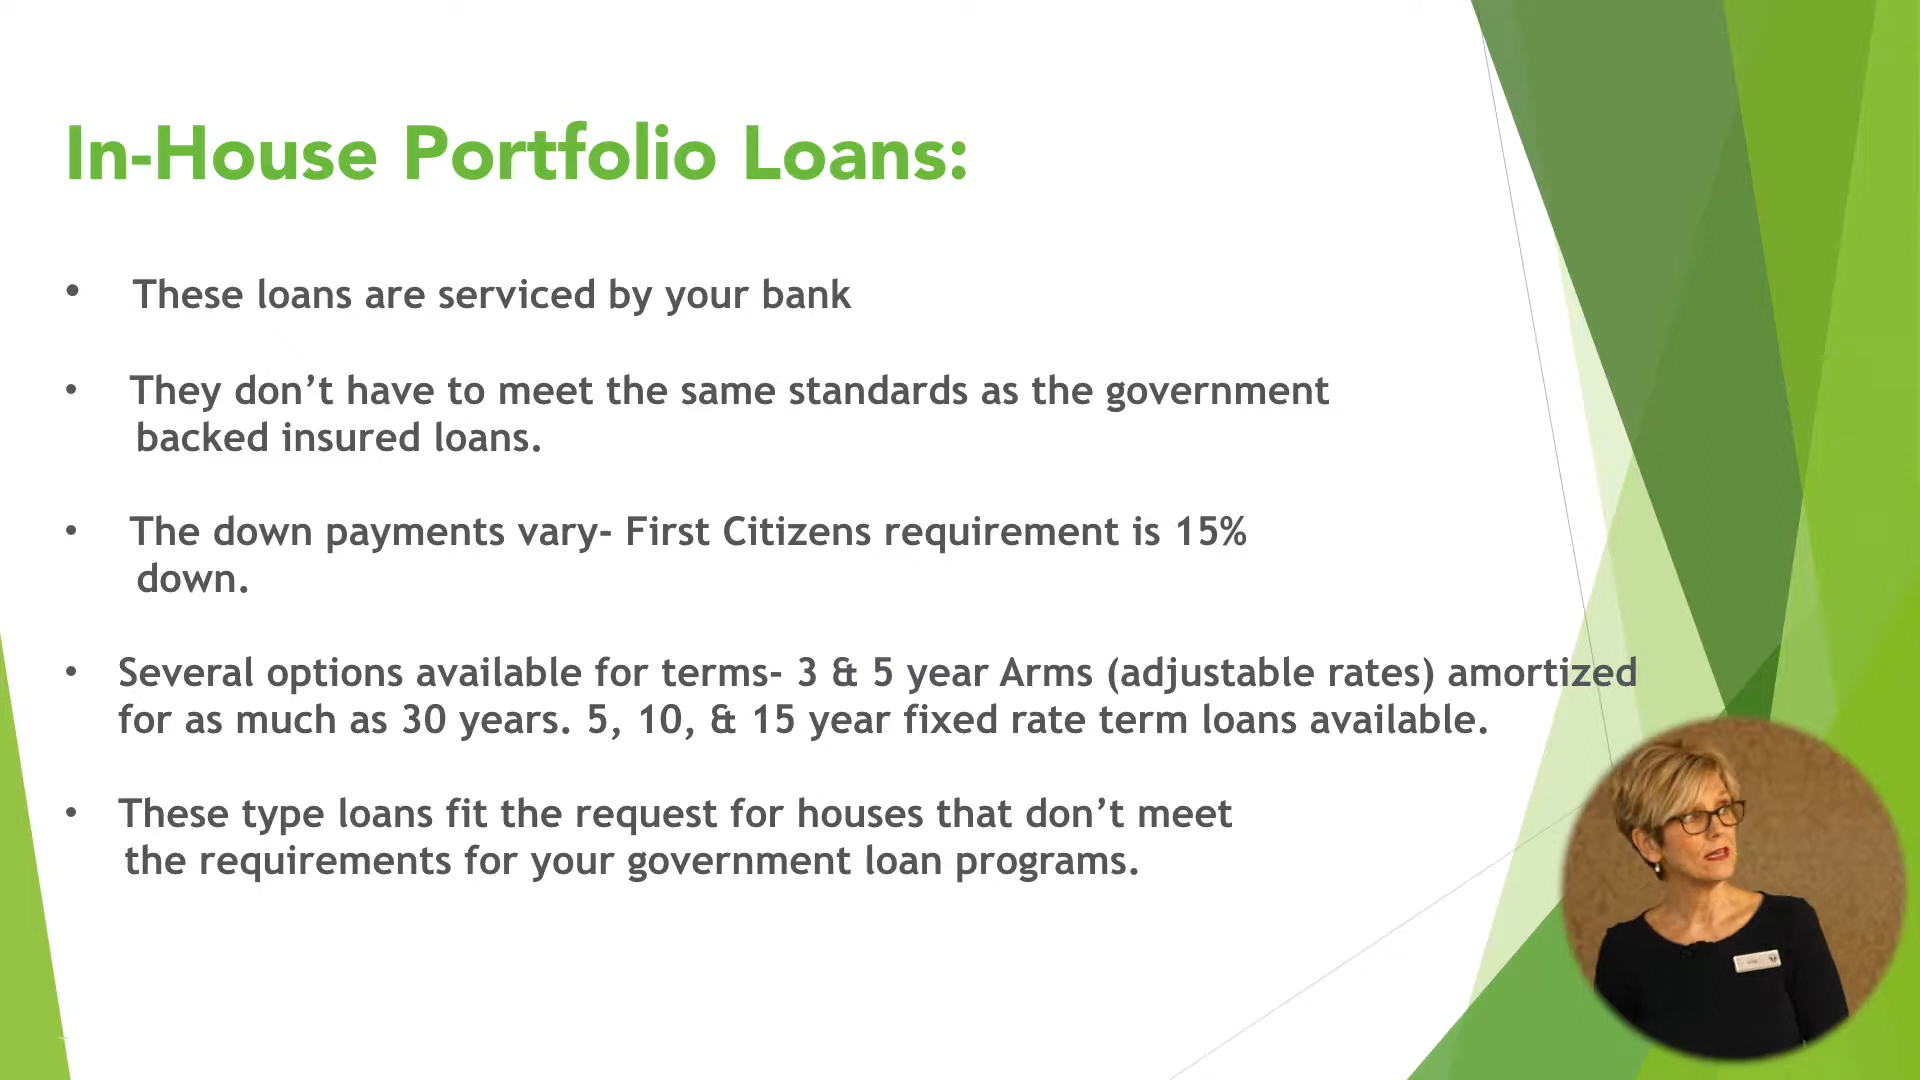 In-House Portfolio Loans:
• These loans are serviced by your bank
• They don’t have to meet the same standards as the government
backed insured loans.
• The down payments vary- First Citizens requirement is 15%
down.
• Several options available for terms- 3 & 5 year Arms (adjustable rates) amortized
for as much as 30 years. 5, 10, & 15 year fixed rate term loans available.
• These type loans fit the request for houses that don’t meet
the requirements for your government loan programs.